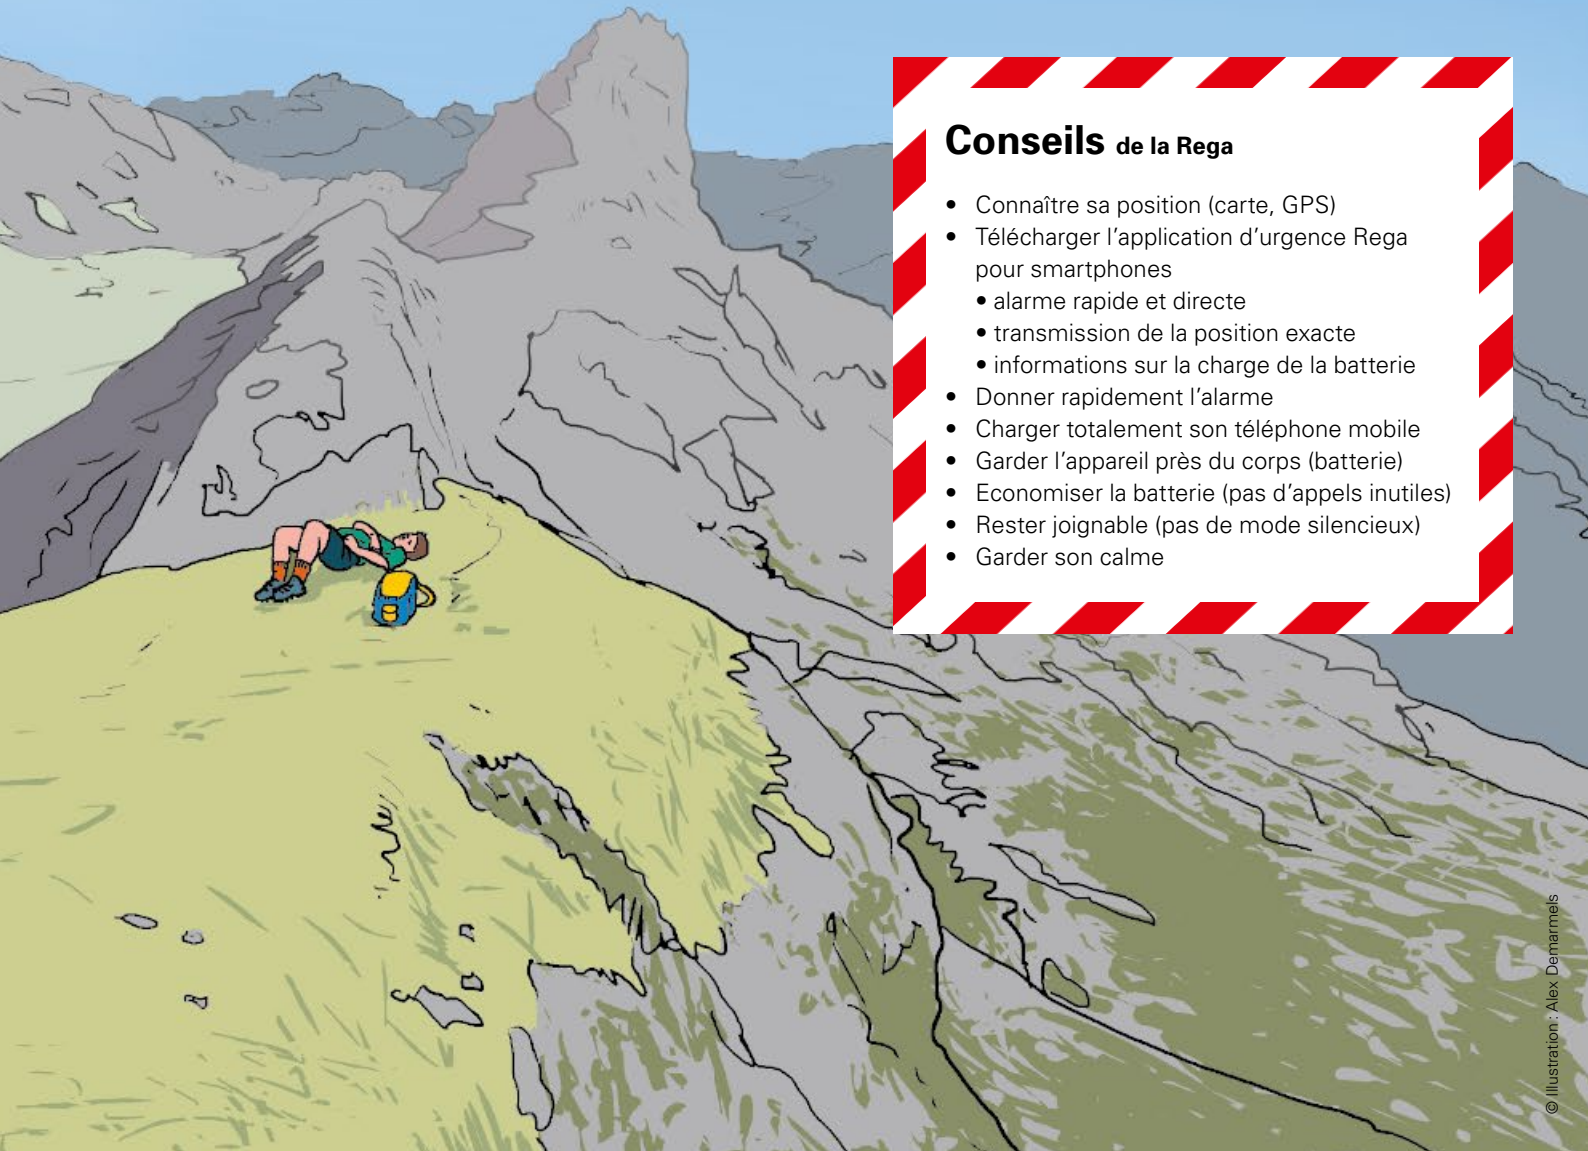 Conseils de la Rega
• Connaître sa position (carte, GPS)
• Télécharger l'application d'urgence Rega
pour smartphones
• alarme rapide et directe
• transmission de la position exacte
• informations sur la charge de la batterie
• Donner rapidement l'alarme
• Charger totalement son téléphone mobile
• Garder l'appareil près du corps (batterie)
• Economiser la batterie (pas d'appels inutiles)
• Rester joignable (pas de mode silencieux)
• Garder son calme
© Illustration: Alex Demarmels